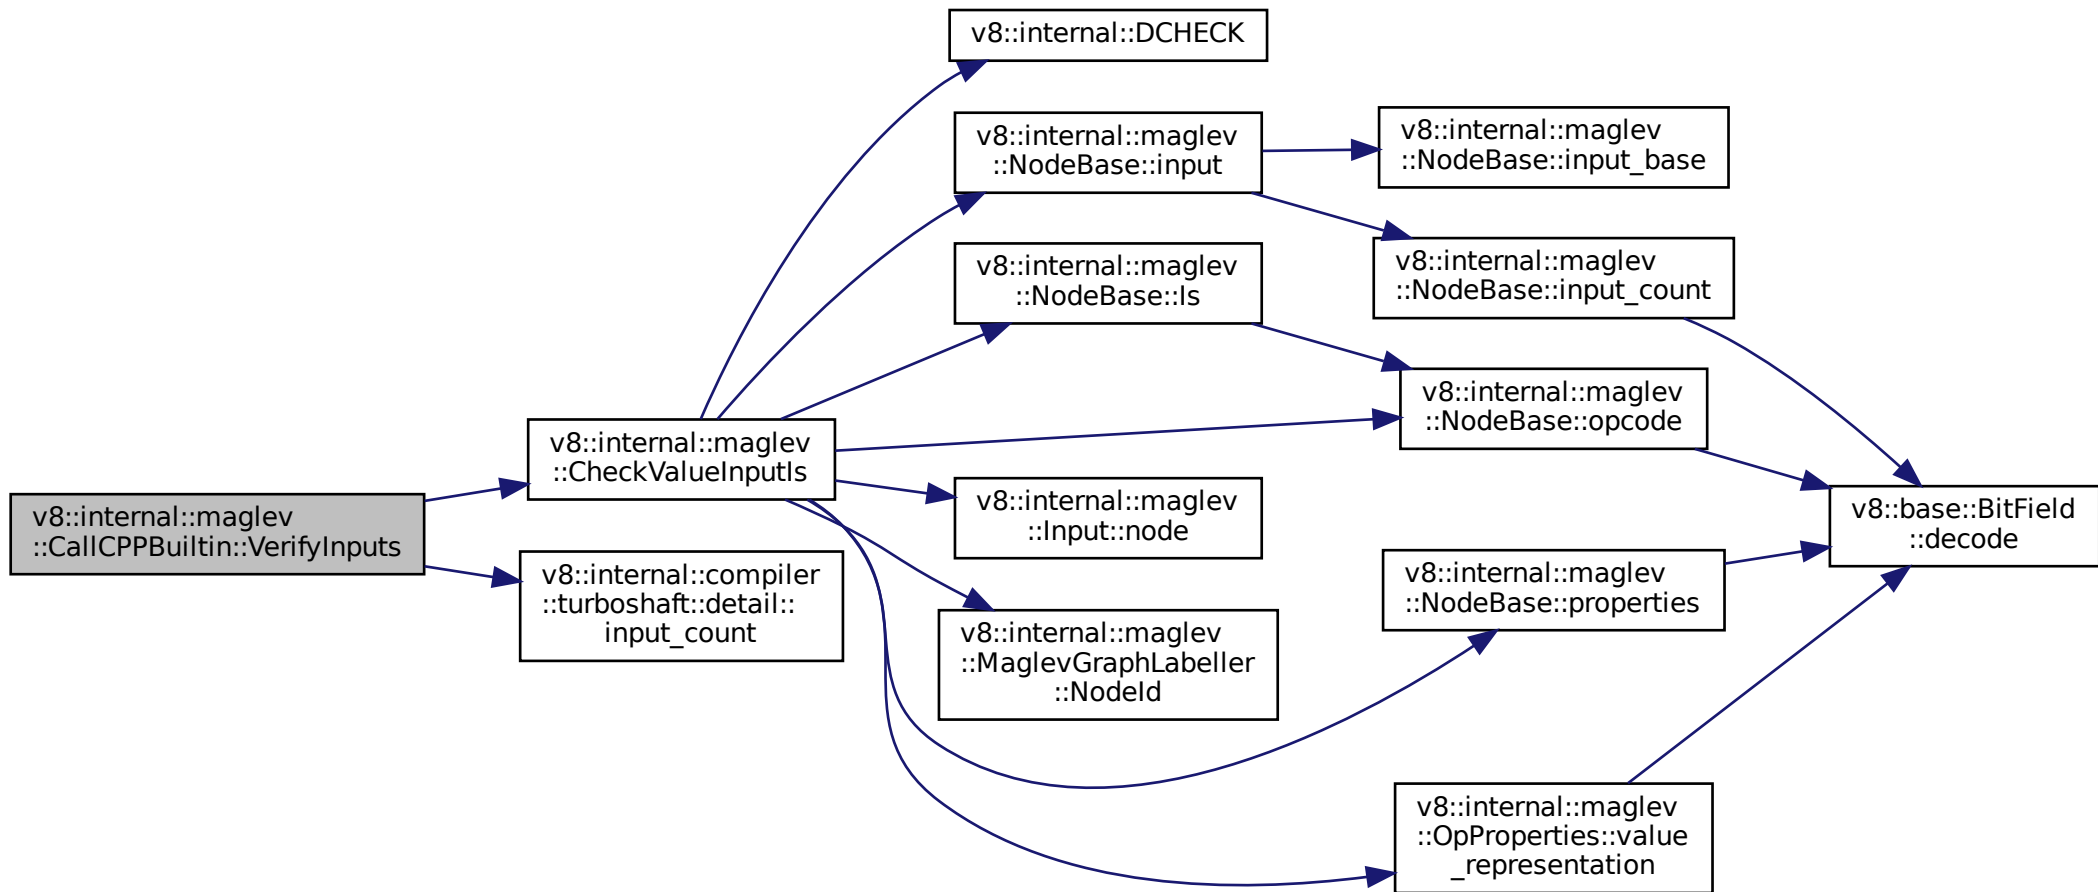 v8::internal::DCHECK
v8::internal::maglev
::NodeBase::input
v8::internal::maglev
::NodeBase::input_base
v8::internal::maglev
::NodeBase::input_count
v8::internal::maglev
::NodeBase::Is
v8::internal::maglev
::NodeBase::opcode
v8::internal::maglev
::CheckValueInputIs
v8::internal::maglev
::Input::node
v8::base::BitField
::decode
v8::internal::maglev
::CallCPPBuiltin::VerifyInputs
v8::internal::compiler
::turboshaft::detail::
input_count
v8::internal::maglev
::NodeBase::properties
v8::internal::maglev
::MaglevGraphLabeller
::NodeId
v8::internal::maglev
::OpProperties::value
_representation